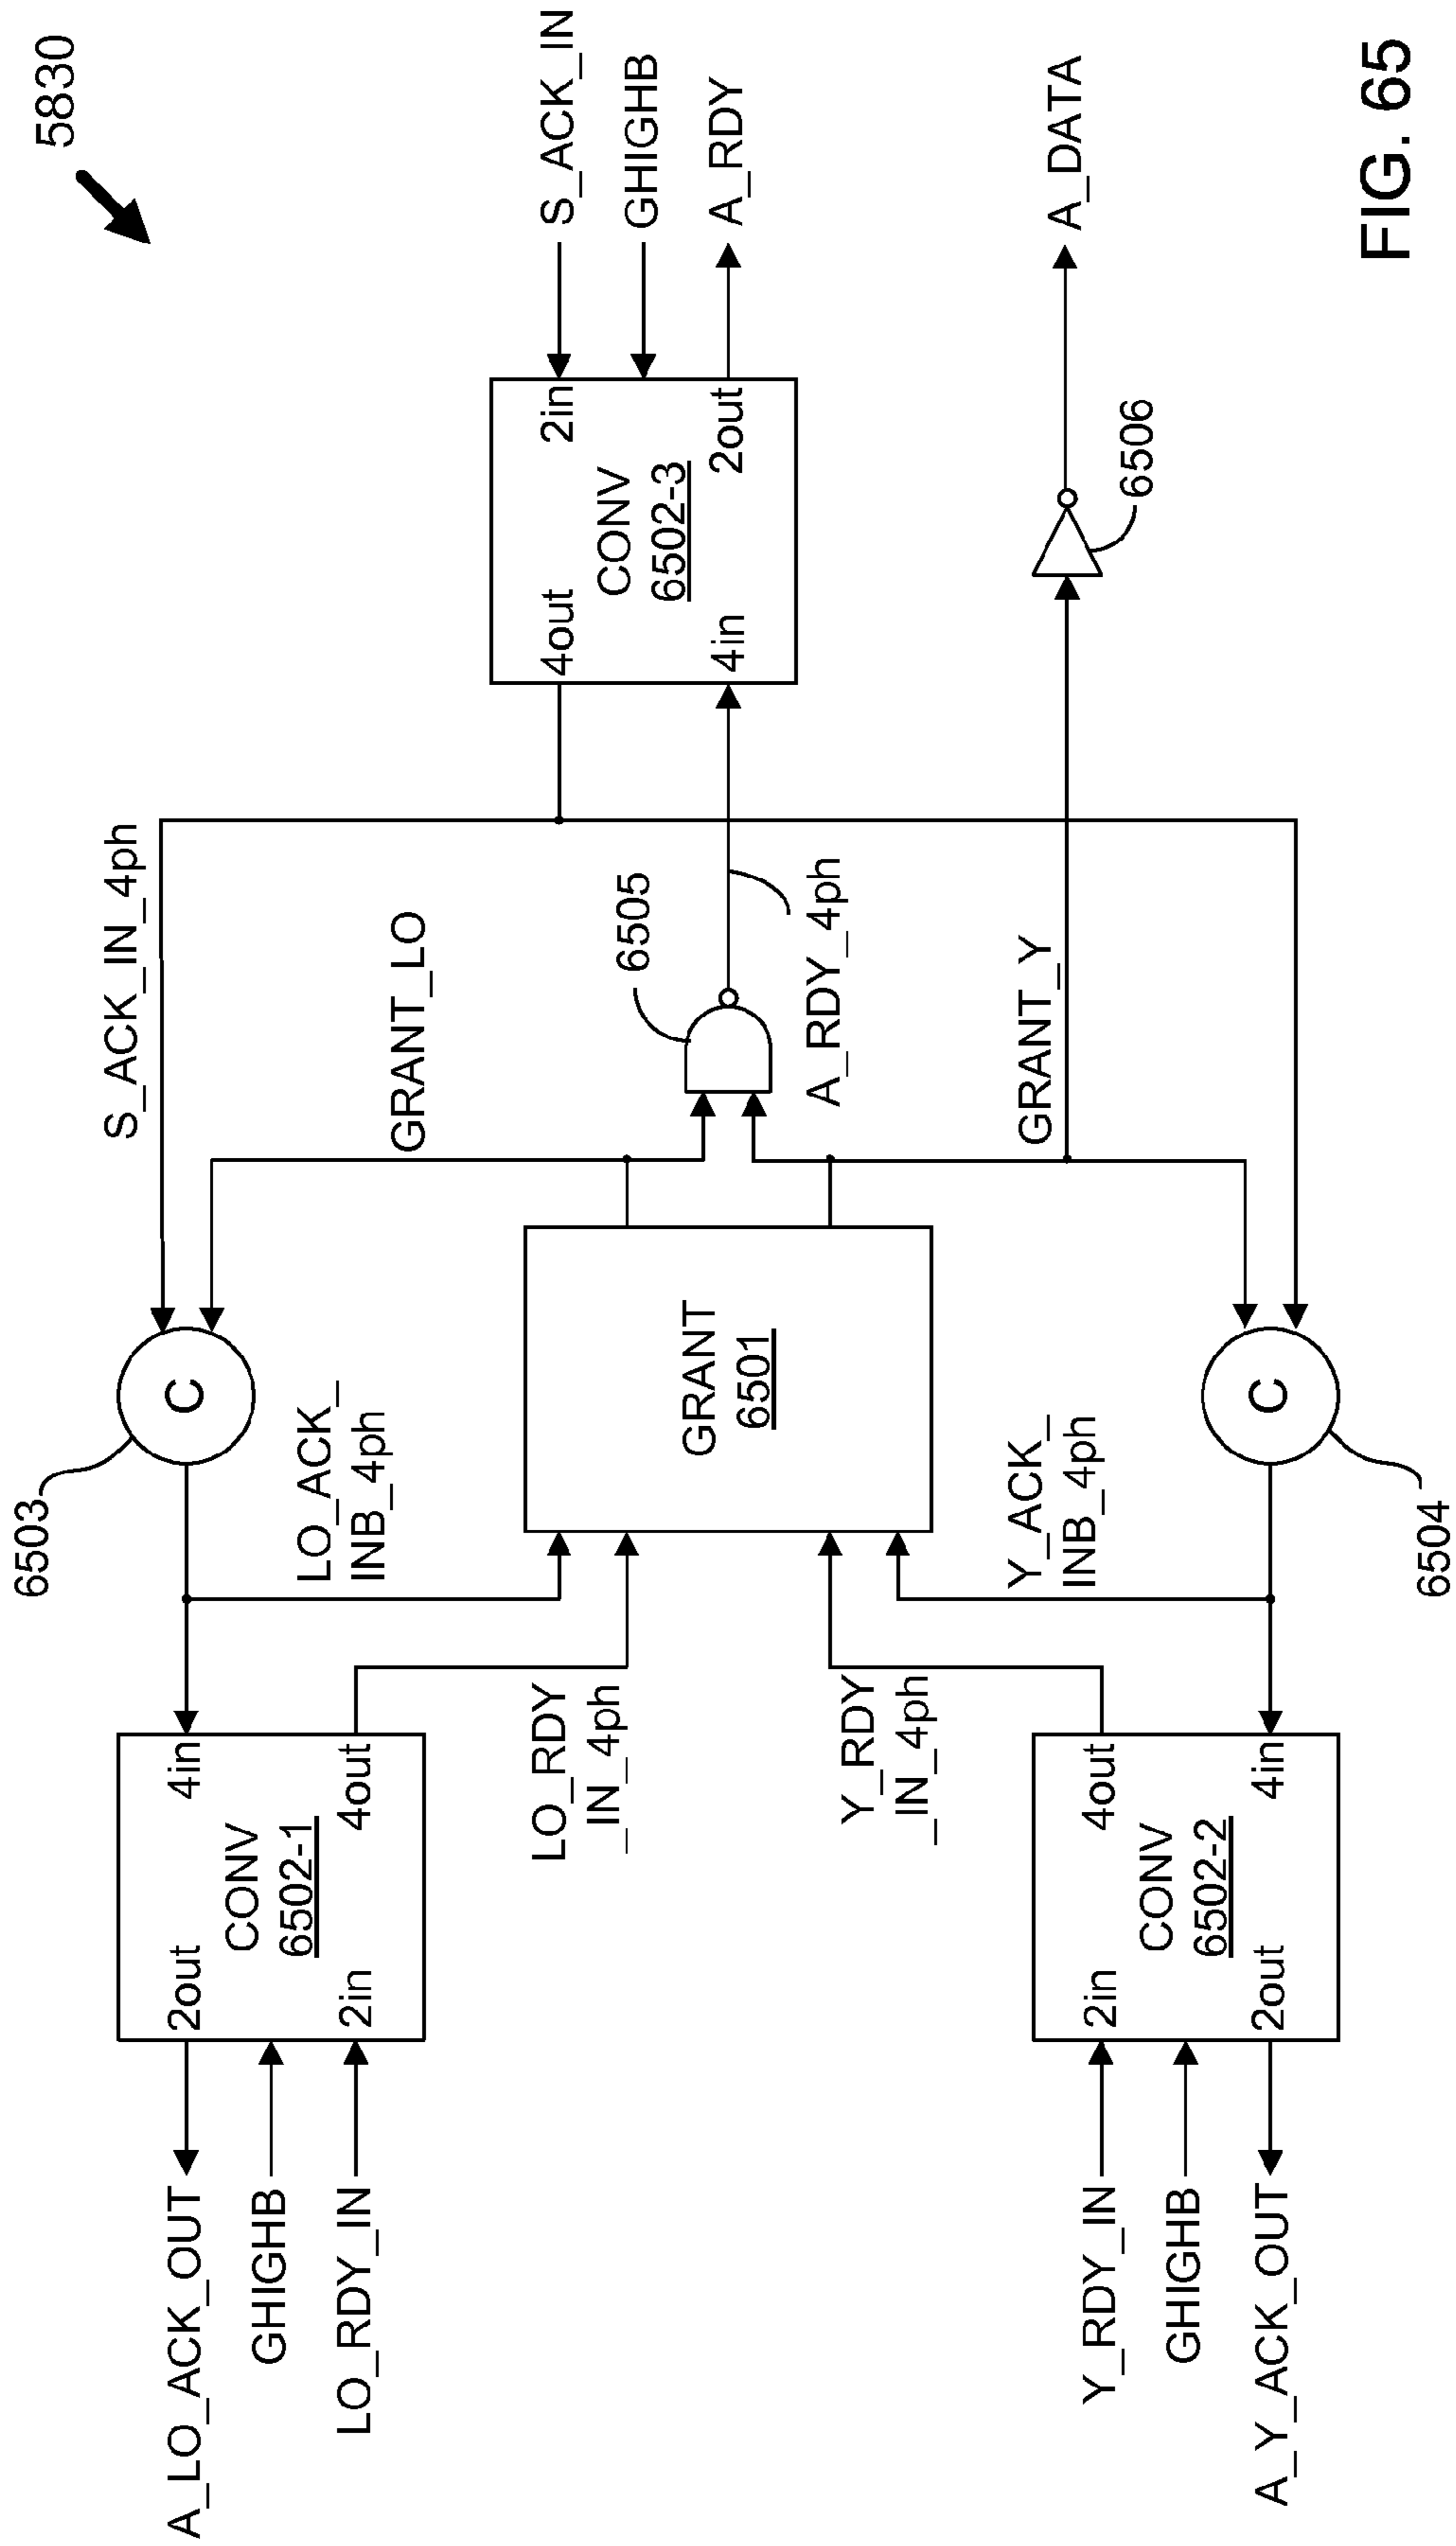 5830
6503
S_ACK_IN_4ph
C
LO_ACK_
INB_4ph
GRANT_LO
A_LO_ACK_OUT
GHIGHB
LO_RDY_IN
2out
4in
CONV
6502-1
2in
4out
LO_RDY
_IN_4ph
GRANT
6501
6505
A_RDY_4ph
4out
2in
CONV
6502-3
4in
2out
S_ACK_IN
GHIGHB
A_RDY
Y_RDY
_IN_4ph
Y_ACK_
INB_4ph
GRANT_Y
6506
A_DATA
Y_RDY_IN
GHIGHB
A_Y_ACK_OUT
2in
4out
CONV
6502-2
2out
4in
C
6504
FIG. 65